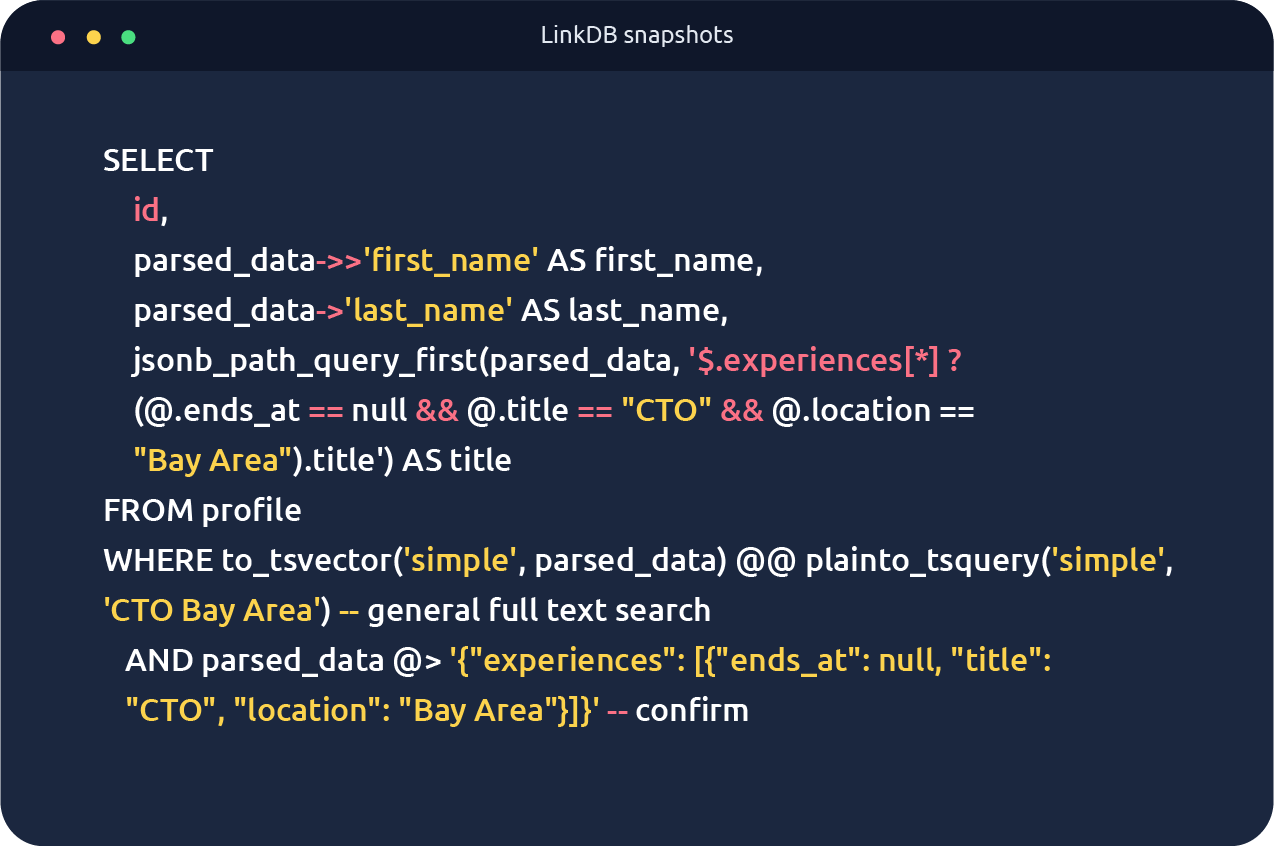 LinkDB snapshots
SELECT
id,
parsed_data->>'first_name' AS first_name,
parsed_data->'last_name' AS last_name,
jsonb_path_query_first(parsed_data, '$.experiences[*] ?
(@.ends_at == null && @.title == "CTO" && @.location ==
"Bay Area").title') AS title
FROM profile
WHERE to_tsvector('simple', parsed_data) @@ plainto_tsquery('simple',
'CTO Bay Area') -- general full text search
AND parsed_data @> '{"experiences": [{"ends_at": null, "title":
"CTO", "location": "Bay Area"}]}' -- confirm